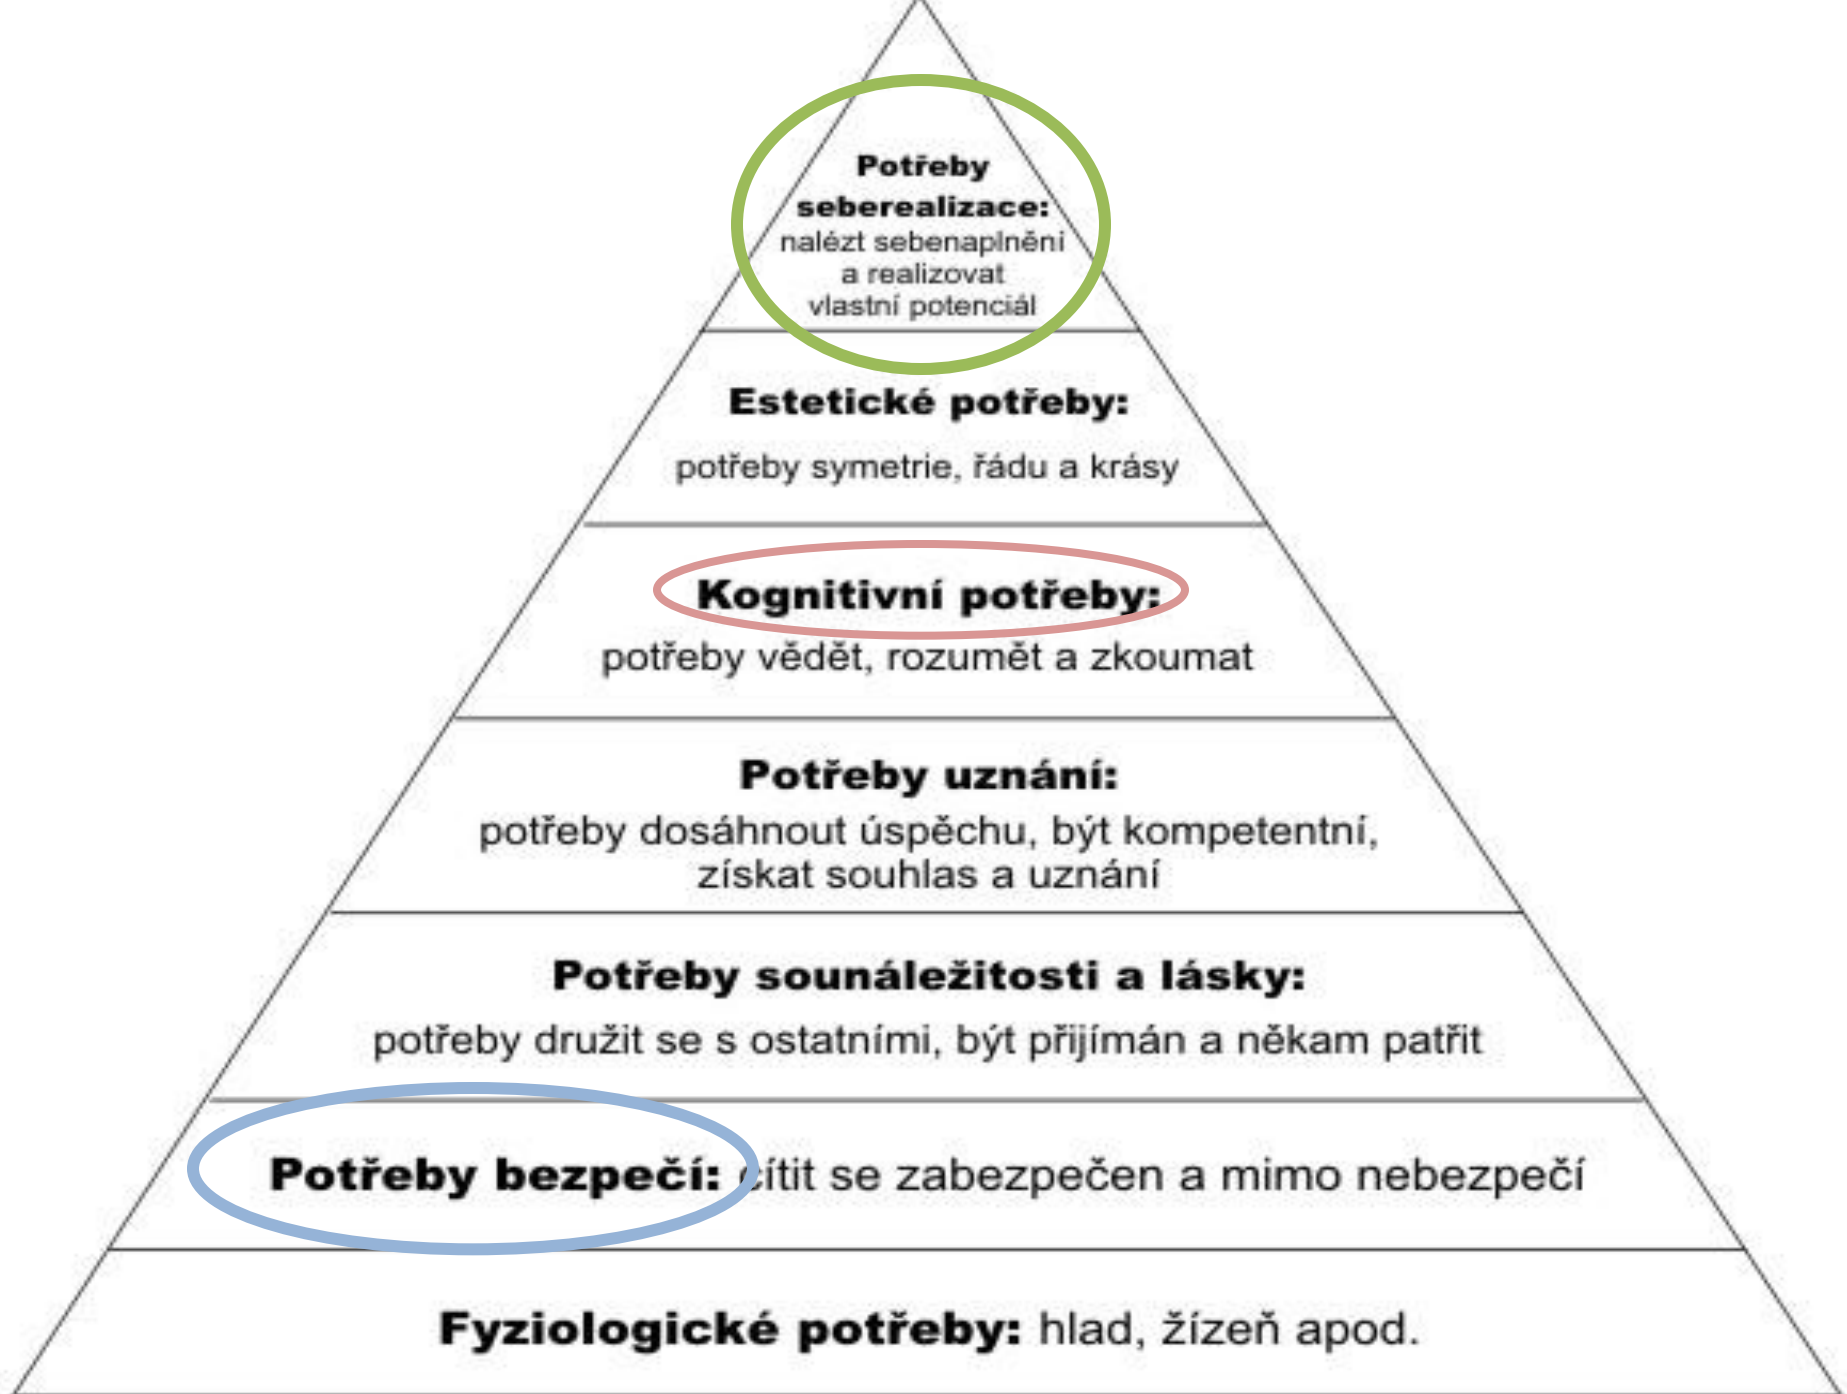 Potřeby
seberealizace:
nalézt sebenaplnění
a realizovat
vlastní potenciál
Estetické potřeby:
potřeby symetrie, řádu a krásy
Kognitivní potřeby:
potřeby vědět, rozumět a zkoumat
Potřeby uznání:
potřeby dosáhnout úspěchu, být kompetentní,
získat souhlas a uznání
Potřeby sounáležitosti a lásky:
potřeby družit se s ostatními, být přijímán a někam patřit
Potřeby bezpečí: cítit se zabezpečen a mimo nebezpečí
Fyziologické potřeby: hlad, žízeň apod.